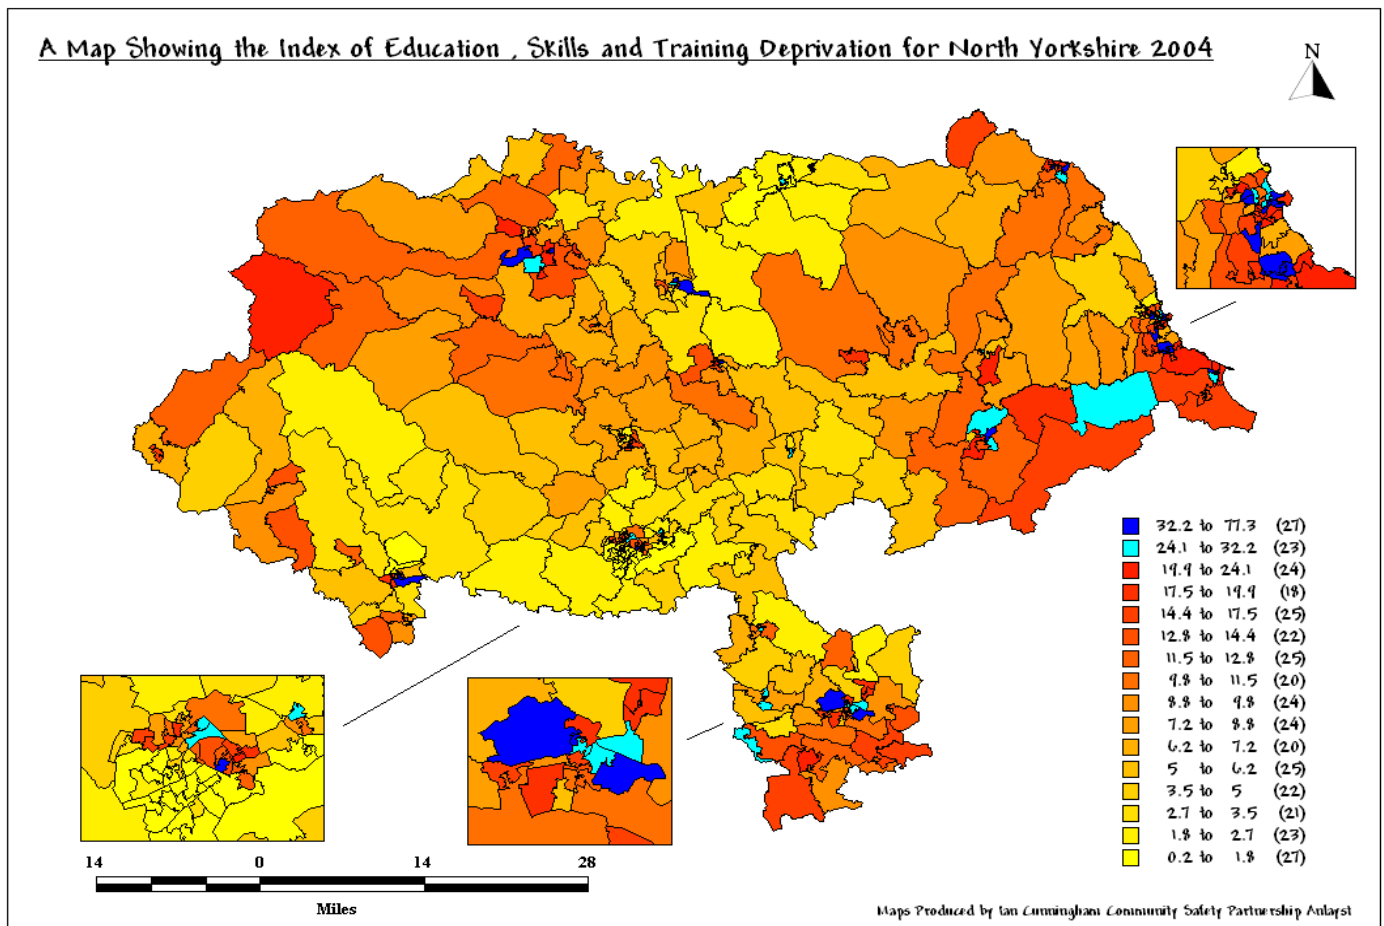 A Map Showing the Index of Education , Skills and Training Deprivation for North Yorkshire 2004
N
32.2 to 77.3 (27)
24.1 to 32.2 (23)
19.9 to 24.1 (24)
17.5 to 19.9 (18)
14.4 to 17.5 (25)
12.8 to 14.4 (22)
11.5 to 12.8 (25)
9.8 to 11.5 (20)
8.8 to 9.8 (24)
7.2 to 8.8 (24)
6.2 to 7.2 (20)
5 to 6.2 (25)
3.5 to 5 (22)
2.7 to 3.5 (21)
1.8 to 2.7 (23)
0.2 to 1.8 (27)
14 0 14 28
Miles
Maps Produced by Ian Cunningham Community Safety Partnership Anlayst